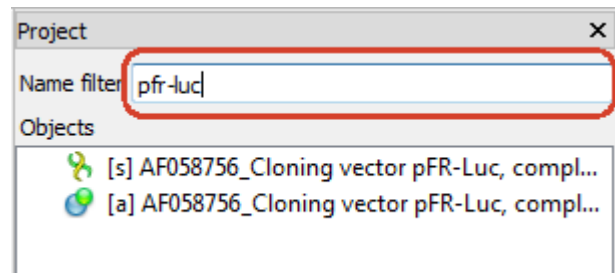 Project
Name filter pfr-luc
Objects
[s] AF058756_Cloning vector pFR-Luc, compl...
[a] AF058756_Cloning vector pFR-Luc, compl...